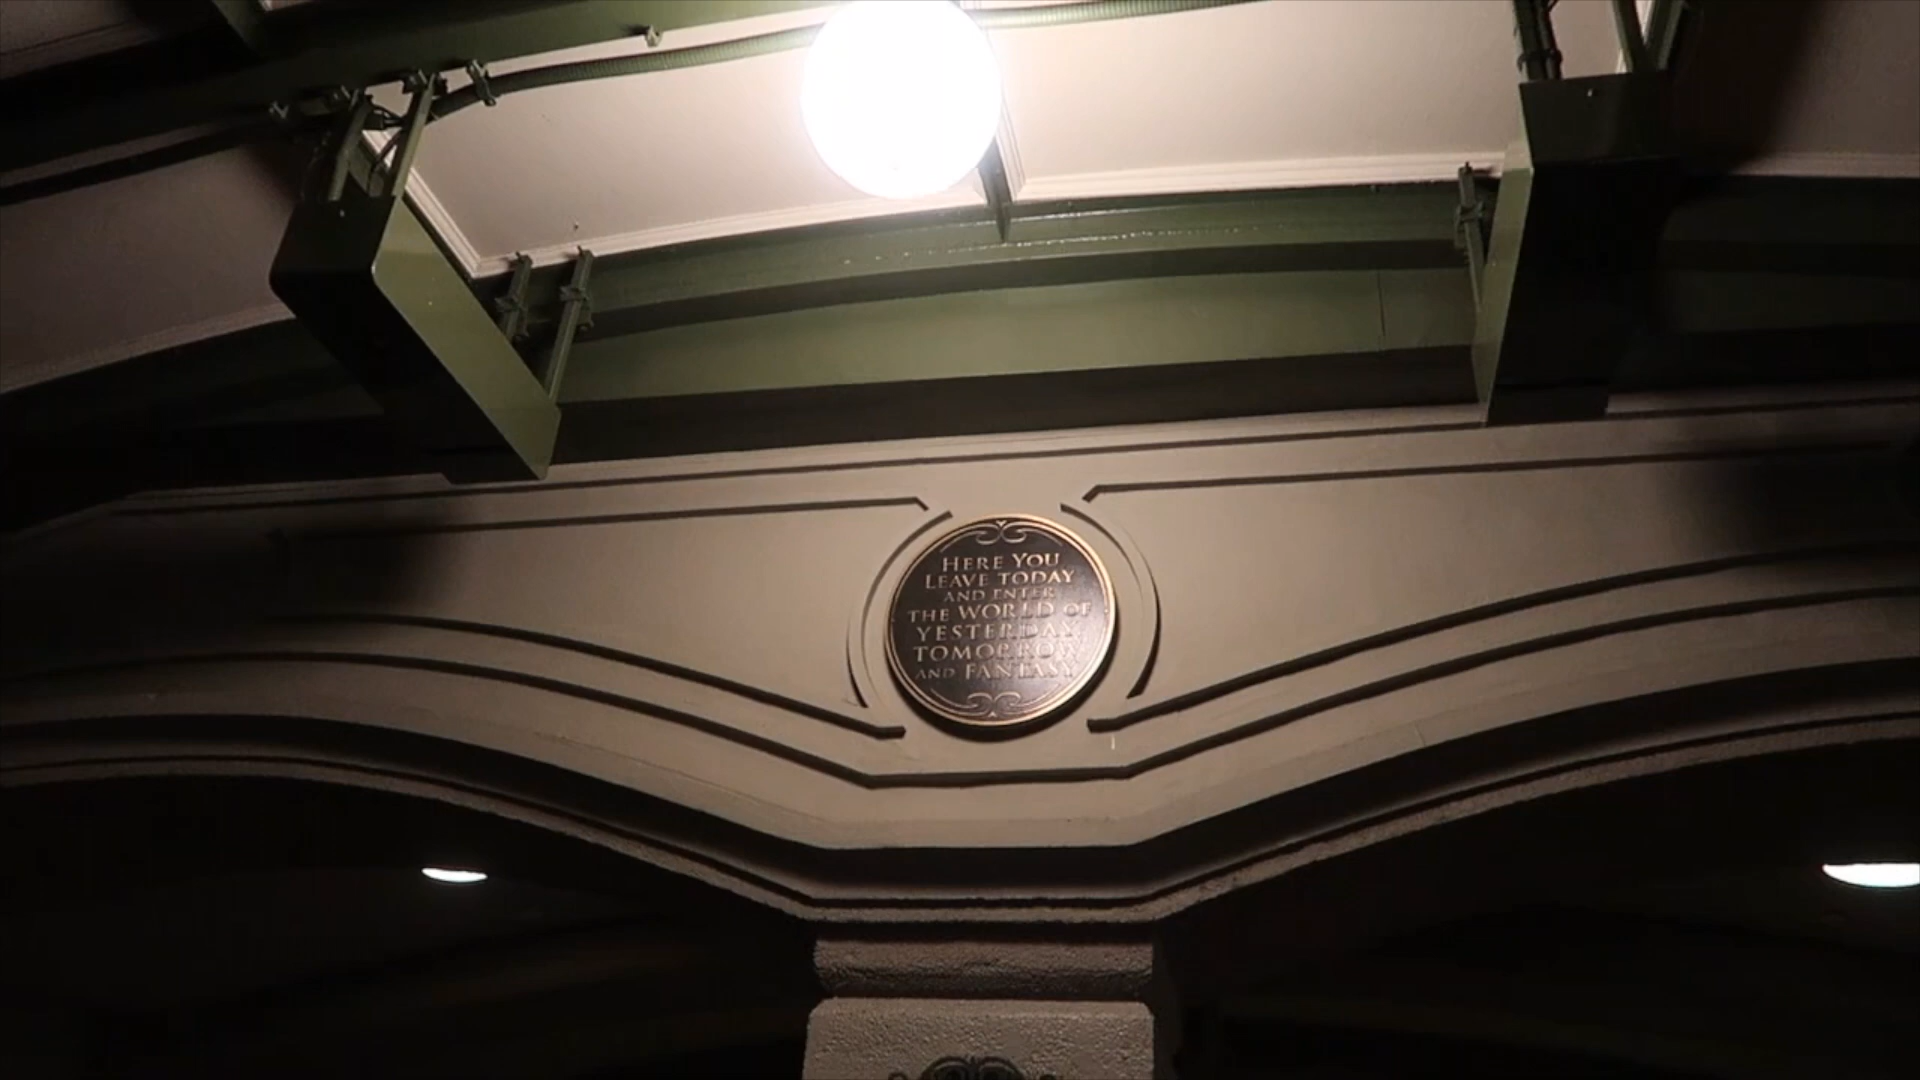 HERE YOU
LEAVE TODAY
AND ENTER
THE WORLD OF
YESTERDAY,
TOMORROW
AND FANTASY